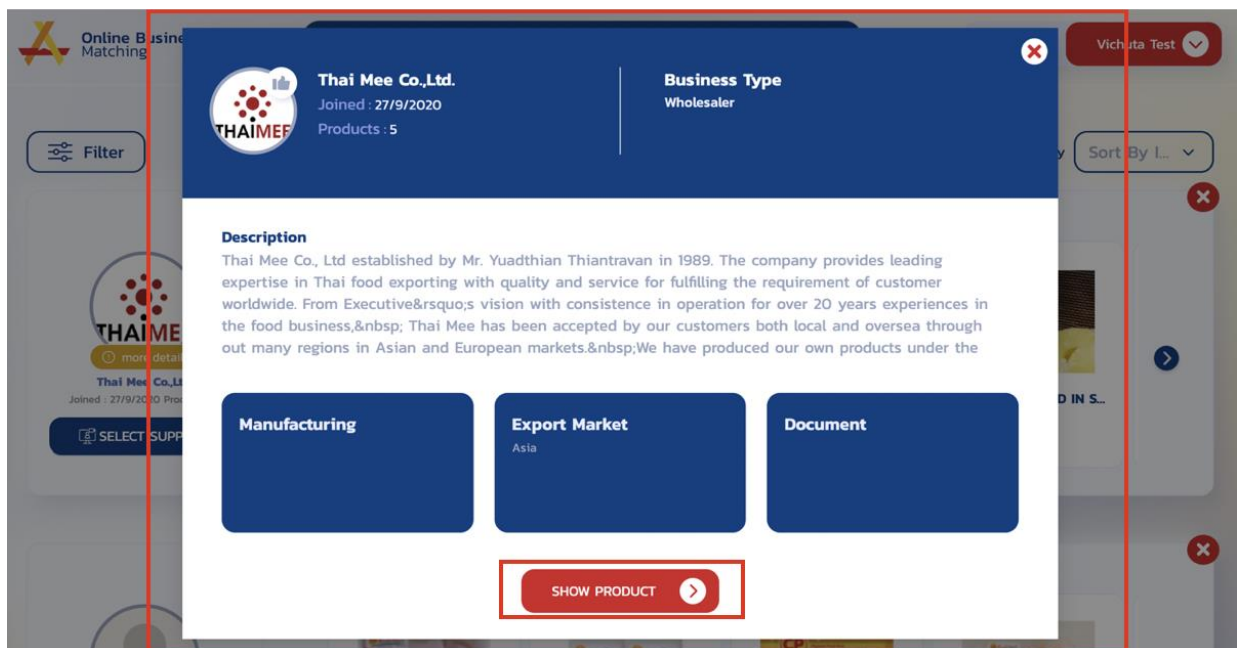 Online Busine
Matching
Vichuta Test
THAIMEE
Thai Mee Co.,Ltd.
Joined : 27/9/2020
Products : 5
Business Type
Wholesaler
Filter
y
Sort By I...
Description
Thai Mee Co., Ltd established by Mr. Yuadthian Thiantravan in 1989. The company provides leading
expertise in Thai food exporting with quality and service for fulfilling the requirement of customer
worldwide. From Executive&rsquo;s vision with consistence in operation for over 20 years experiences in
the food business,&nbsp; Thai Mee has been accepted by our customers both local and oversea through
out many regions in Asian and European markets.&nbsp;We have produced our own products under the
THAIME
more detail
Thai Mee Co.,Lt
Joined : 27/9/2020 Pro
SELECT SUPP
D IN S...
Manufacturing
Export Market
Asia
Document
SHOW PRODUCT
CP